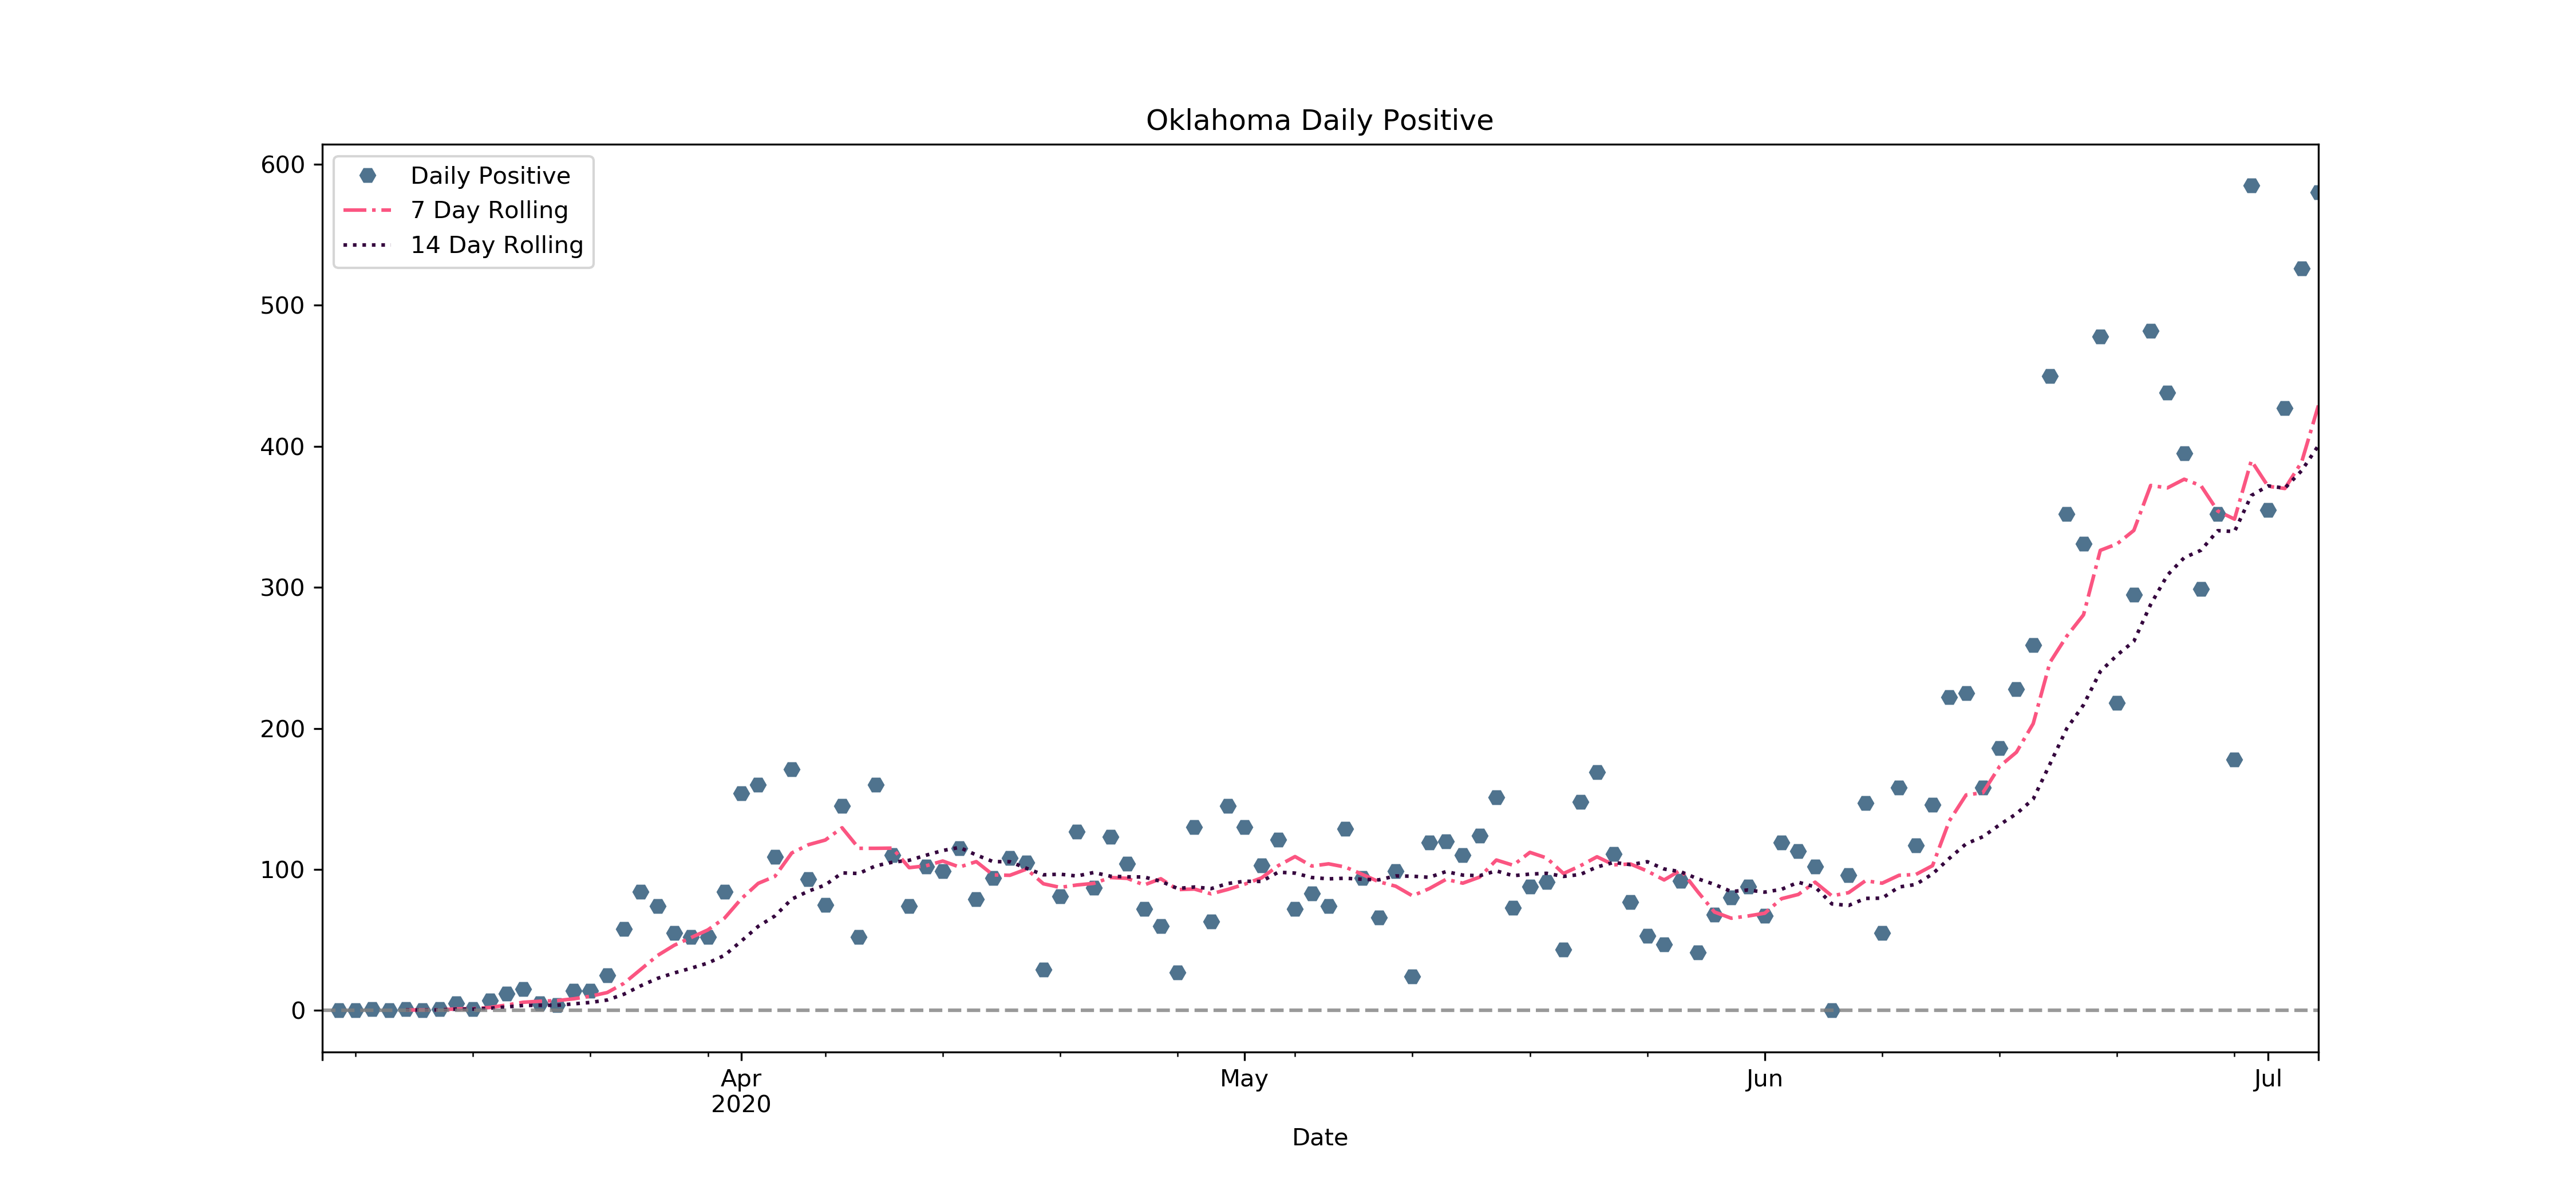 Oklahoma Daily Positive
Daily Positive
7 Day Rolling
14 Day Rolling
600
500
400
300
200
100
0
Apr
2020
May
Jun
Jul
Date